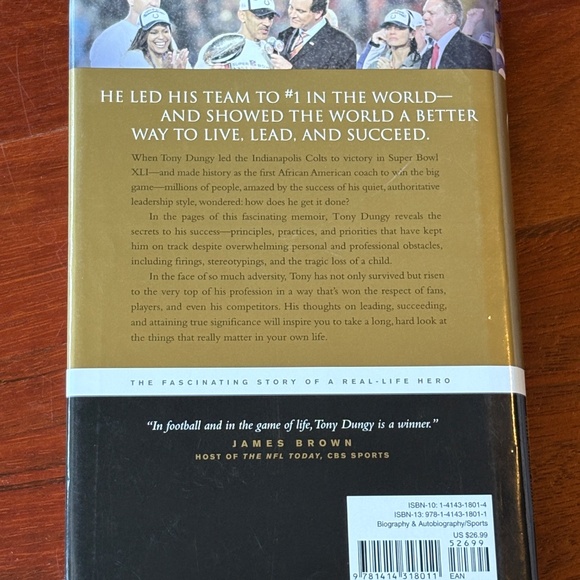 HE LED HIS TEAM TO #1 IN THE WORLD—
AND SHOWED THE WORLD A BETTER
WAY TO LIVE, LEAD, AND SUCCEED.
When Tony Dungy led the Indianapolis Colts to victory in Super Bowl
XLI—and made history as the first African American coach to win the big
game—millions of people, amazed by the success of his quiet, authoritative
leadership style, wondered: how does he get it done?
In the pages of this fascinating memoir, Tony Dungy reveals the
secrets to his success—principles, practices, and priorities that have kept
him on track despite overwhelming personal and professional obstacles,
including firings, stereotypings, and the tragic loss of a child.
In the face of so much adversity, Tony has not only survived but risen
to the very top of his profession in a way that's won the respect of fans,
players, and even his competitors. His thoughts on leading, succeeding,
and attaining true significance will inspire you to take a long, hard look at
the things that really matter in your own life.
THE FASCINATING STORY OF A REAL-LIFE HERO
"In football and in the game of life, Tony Dungy is a winner."
JAMES BROWN
HOST OF THE NFL TODAY, CBS SPORTS
ISBN-10: 1-4143-1801-4
ISBN-13: 978-1-4143-1801-1
Biography & Autobiography/Sports
US $26.99
52699
9 781414 318011 EAN